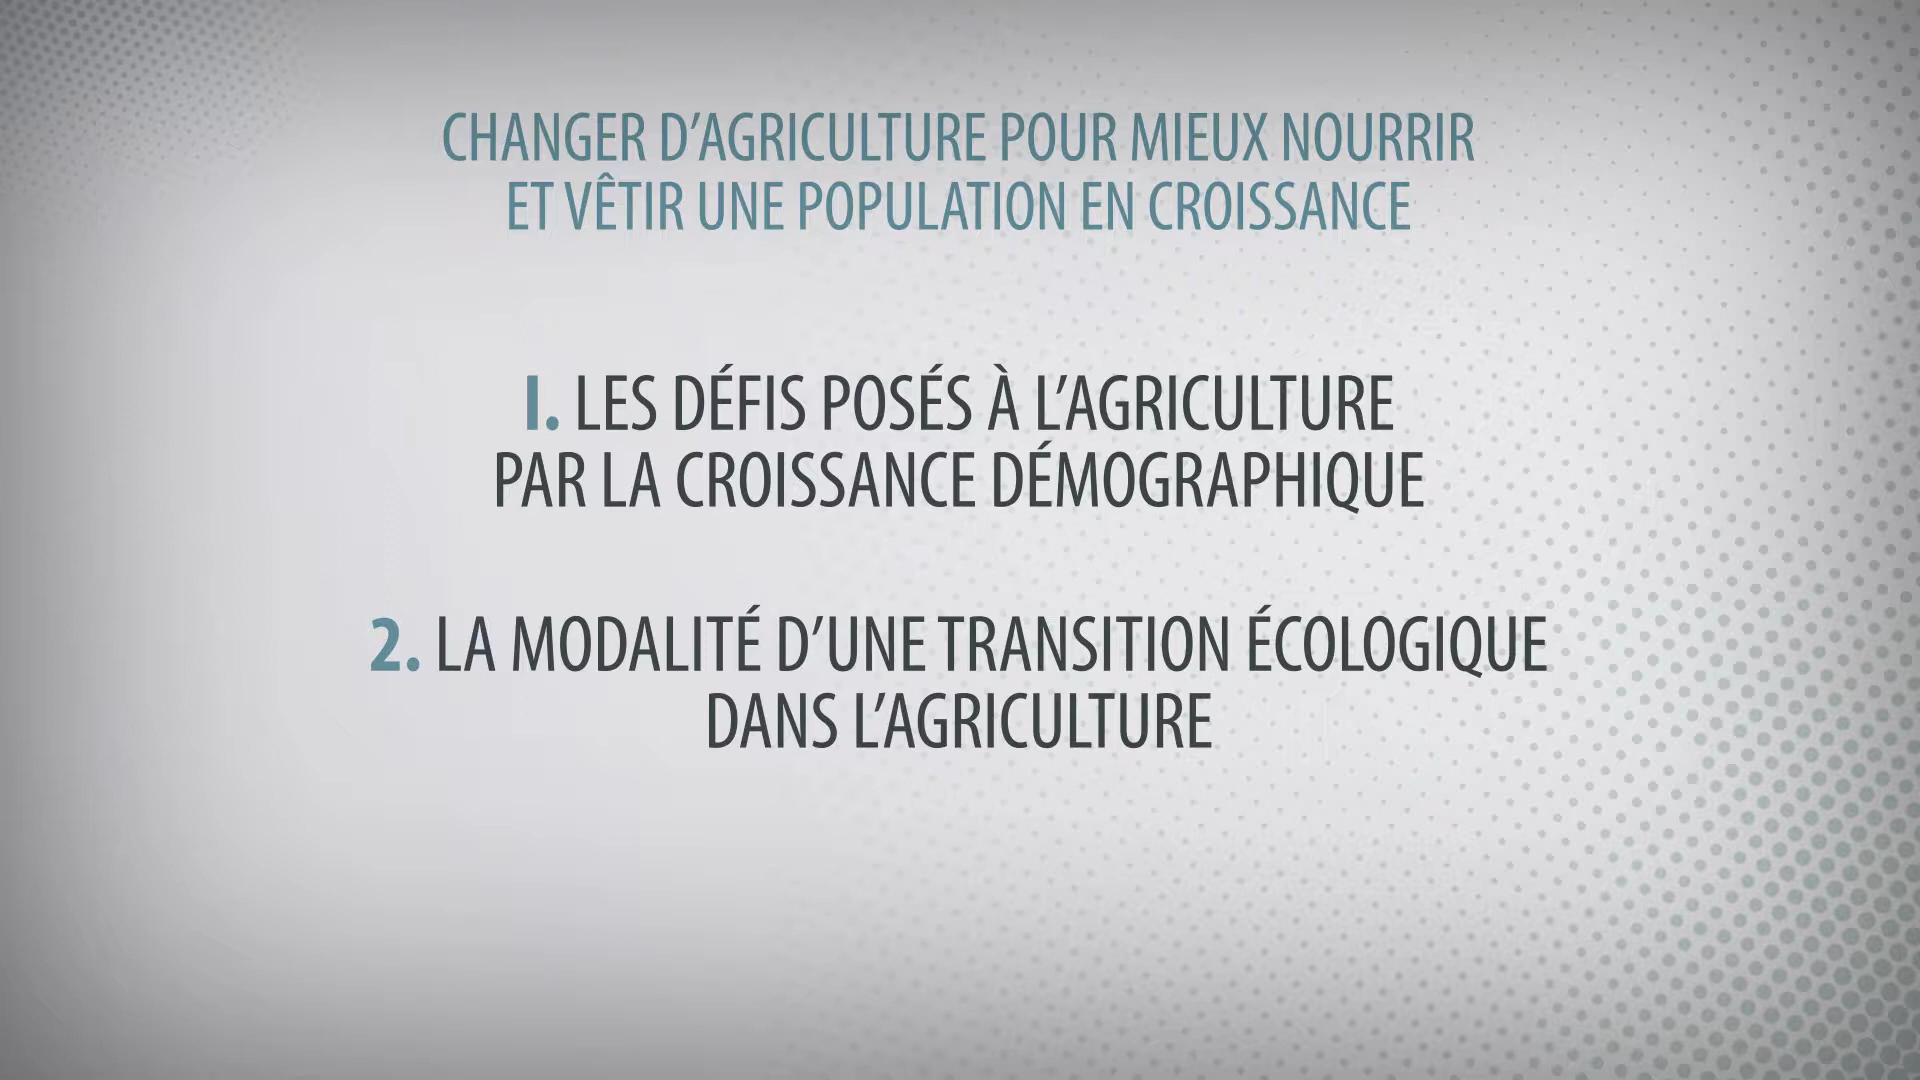 CHANGER D’AGRICULTURE POUR MIEUX NOURRIR
ET VÊTIR UNE POPULATION EN CROISSANCE
I. LES DÉFIS POSÉS À L’AGRICULTURE
PAR LA CROISSANCE DÉMOGRAPHIQUE
2. LA MODALITÉ D’UNE TRANSITION ÉCOLOGIQUE
DANS L’AGRICULTURE